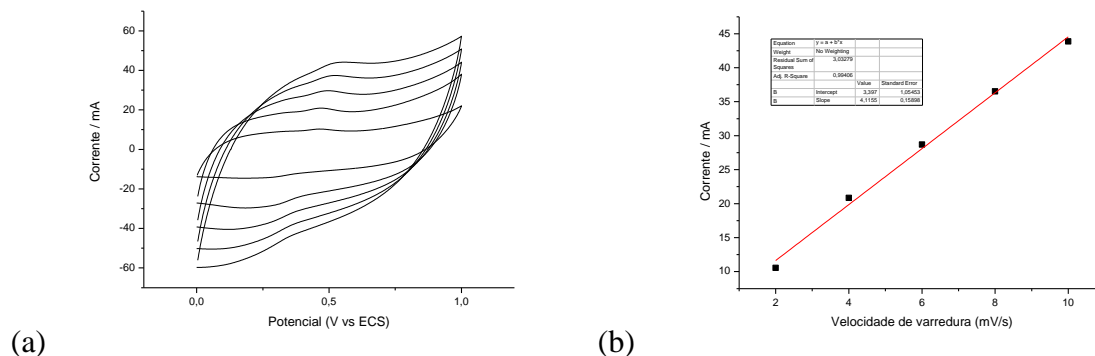 60
40
20
0
-20
-40
-60
Corrente / mA
0,0
0,5
1,0
Potencial (V vs ECS)
(a)
45
40
35
30
25
20
15
10
Corrente / mA
Equation y = a + b*x
Weight No Weighting
Residual Sum of Squares 3,03279
Adj. R-Square 0,99406
Value Standard Error
B Intercept 3,397 1,05453
B Slope 4,1155 0,15898
2
4
6
8
10
Velocidade de varredura (mV/s)
(b)